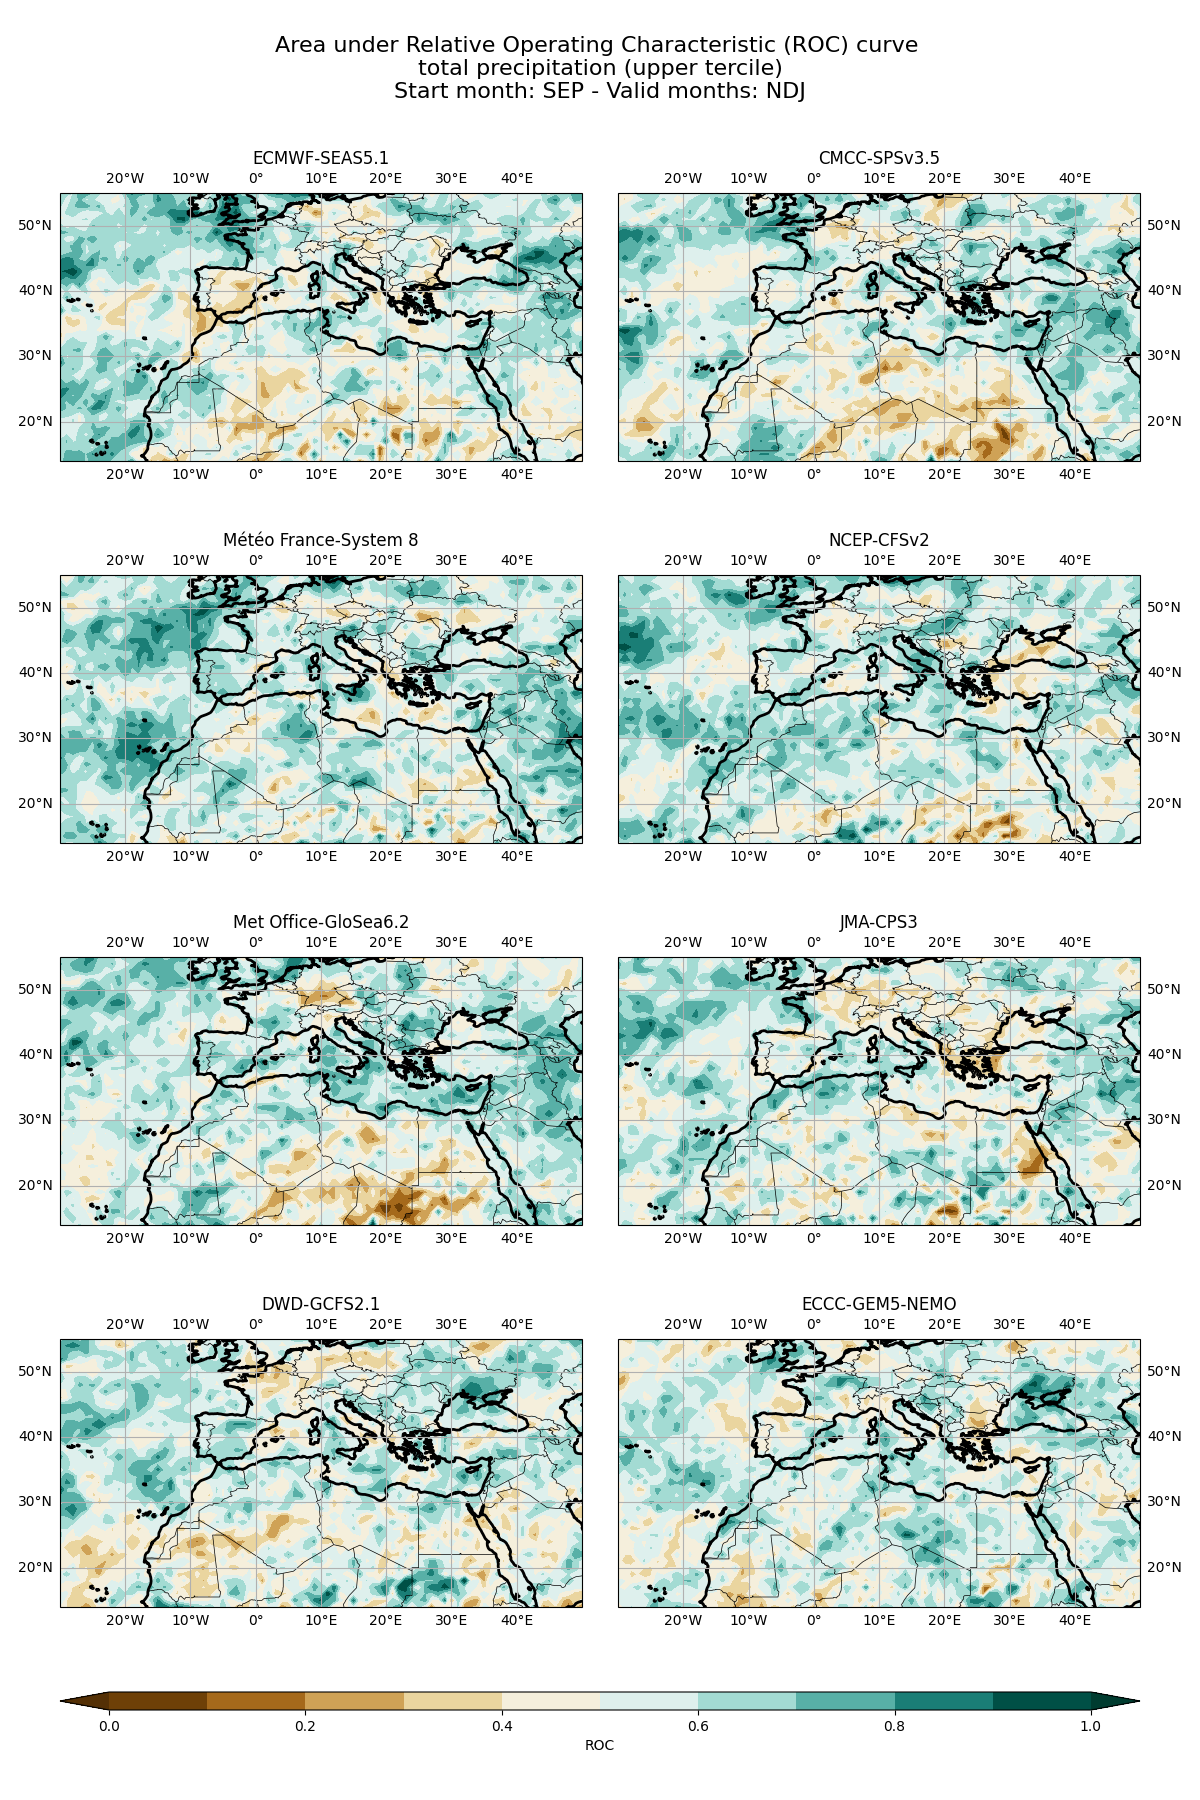 Area under Relative Operating Characteristic (ROC) curve
total precipitation (upper tercile)
Start month: SEP - Valid months: NDJ
ECMWF-SEAS5.1
20°W 10°W 0° 10°E 20°E 30°E 40°E
50°N
40°N
30°N
20°N
20°W 10°W 0° 10°E 20°E 30°E 40°E
CMCC-SPSv3.5
20°W 10°W 0° 10°E 20°E 30°E 40°E
50°N
40°N
30°N
20°N
20°W 10°W 0° 10°E 20°E 30°E 40°E
Météo France-System 8
20°W 10°W 0° 10°E 20°E 30°E 40°E
50°N
40°N
30°N
20°N
20°W 10°W 0° 10°E 20°E 30°E 40°E
NCEP-CFSv2
20°W 10°W 0° 10°E 20°E 30°E 40°E
50°N
40°N
30°N
20°N
20°W 10°W 0° 10°E 20°E 30°E 40°E
Met Office-GloSea6.2
20°W 10°W 0° 10°E 20°E 30°E 40°E
50°N
40°N
30°N
20°N
20°W 10°W 0° 10°E 20°E 30°E 40°E
JMA-CPS3
20°W 10°W 0° 10°E 20°E 30°E 40°E
50°N
40°N
30°N
20°N
20°W 10°W 0° 10°E 20°E 30°E 40°E
DWD-GCFS2.1
20°W 10°W 0° 10°E 20°E 30°E 40°E
50°N
40°N
30°N
20°N
20°W 10°W 0° 10°E 20°E 30°E 40°E
ECCC-GEM5-NEMO
20°W 10°W 0° 10°E 20°E 30°E 40°E
50°N
40°N
30°N
20°N
20°W 10°W 0° 10°E 20°E 30°E 40°E
0.0 0.2 0.4 0.6 0.8 1.0
ROC